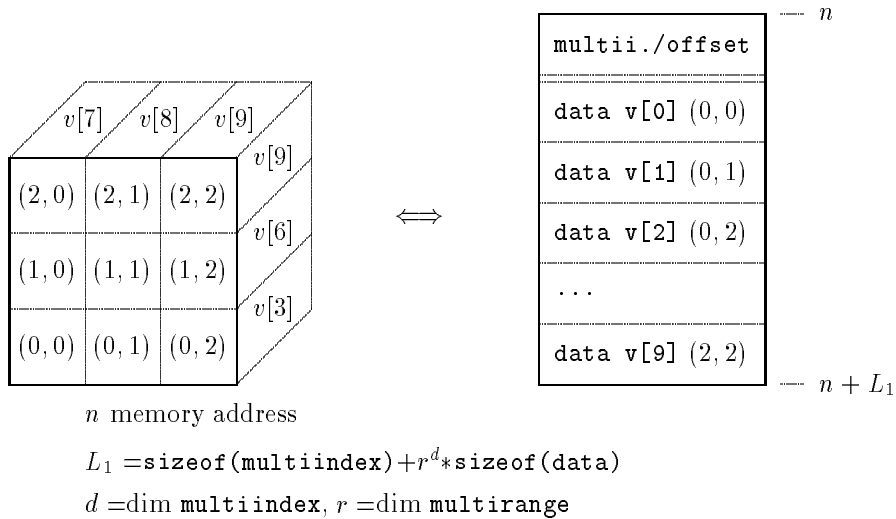 v[7] v[8] v[9]
v[9]
(2, 0) (2, 1) (2, 2)
v[6]
(1, 0) (1, 1) (1, 2)
v[3]
(0, 0) (0, 1) (0, 2)
⟺
n
multii./offset
data v[0] (0, 0)
data v[1] (0, 1)
data v[2] (0, 2)
...
data v[9] (2, 2)
n + L₁
n memory address
L₁ =sizeof(multiindex)+rᵈ*sizeof(data)
d =dim multiindex, r =dim multirange